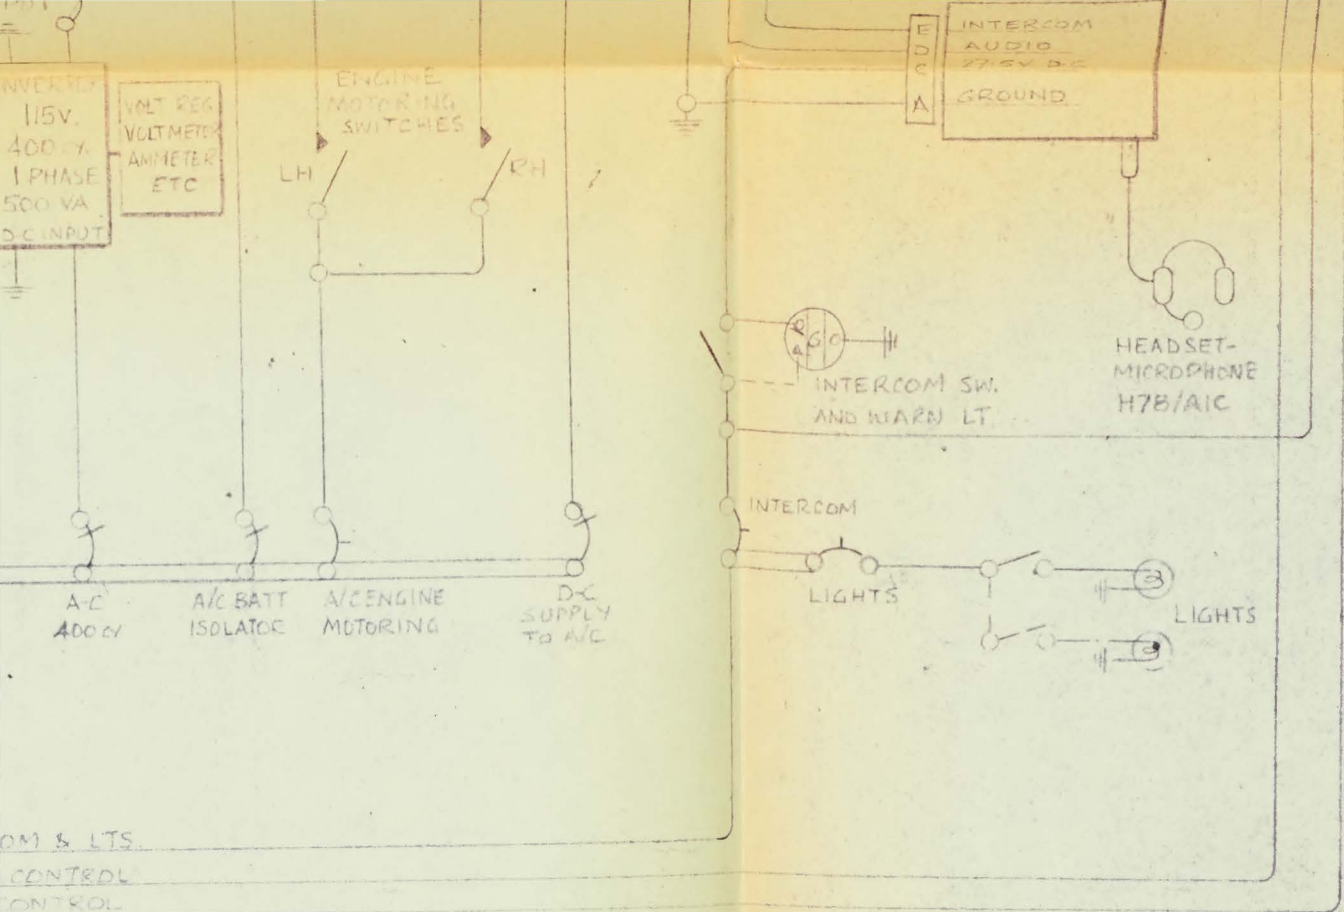 INTERCOM
AUDIO
27.5V D-C
GROUND
E
D
C
A
115V.
400 CY.
1 PHASE
500 VA
D-C INPUT
VOLT REG
VOLTMETER
AMMETER
ETC
ENGINE
MOTORING
SWITCHES
LH
RH
HEADSET-
MICROPHONE
H78/AIC
INTERCOM SW.
AND WARN LT.
INTERCOM
LIGHTS
LIGHTS
A-C
400 CY
A/C BATT
ISOLATOR
A/C ENGINE
MOTORING
D-C
SUPPLY
TO A/C
& LTS.
CONTROL
CONTROL